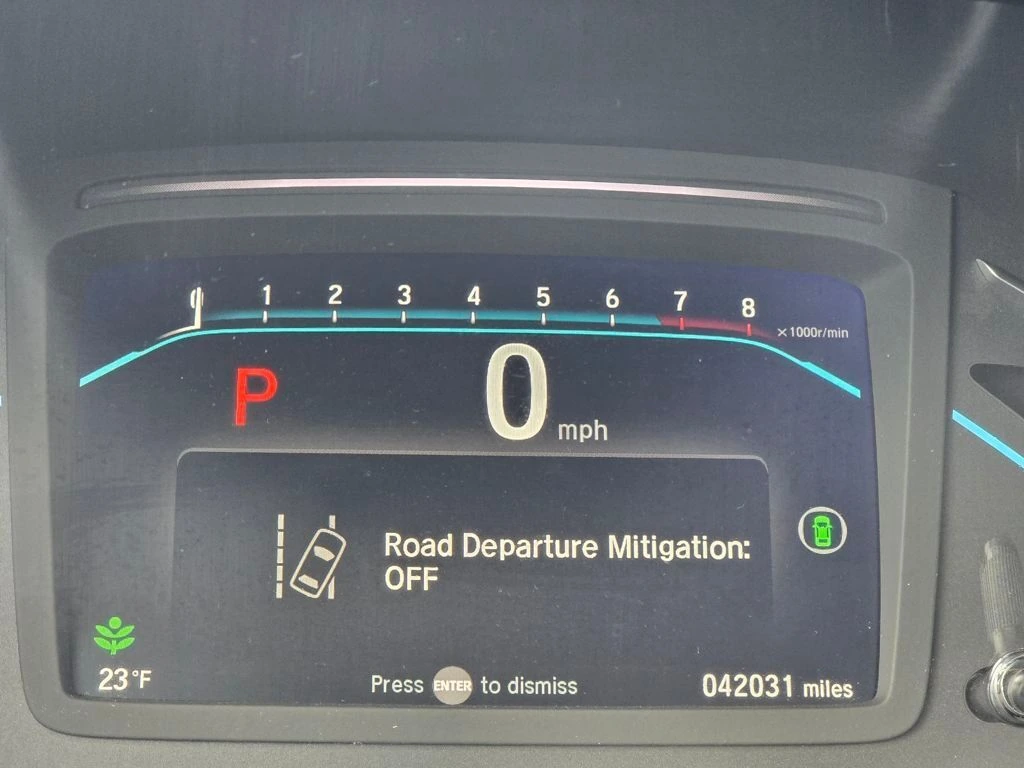 0 1 2 3 4 5 6 7 8
×1000r/min
P 0 mph
Road Departure Mitigation:
OFF
23°F
Press ENTER to dismiss
042031 miles